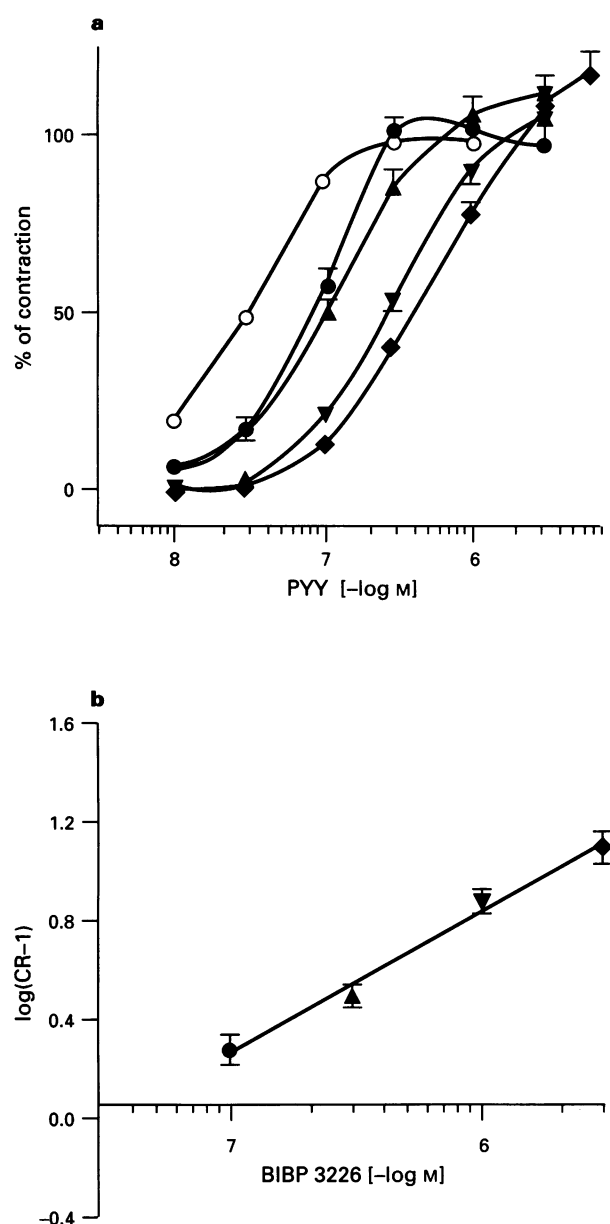 a
100
50
0
% of contraction
8 7 6
PYY [–log M]
b
1.6
1.2
0.8
0.4
0.0
–0.4
log(CR–1)
7 6
BIBP 3226 [–log M]